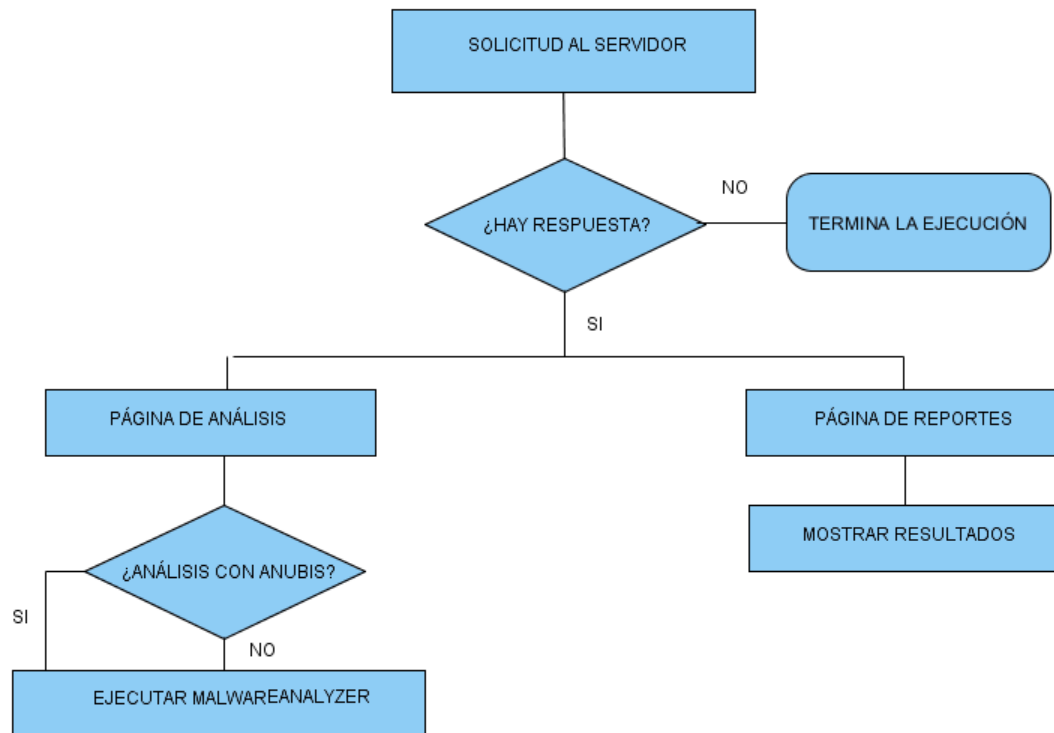 SOLICITUD AL SERVIDOR
NO
¿HAY RESPUESTA?
TERMINA LA EJECUCIÓN
SI
PÁGINA DE ANÁLISIS
PÁGINA DE REPORTES
MOSTRAR RESULTADOS
¿ANÁLISIS CON ANUBIS?
SI
NO
EJECUTAR MALWAREANALYZER